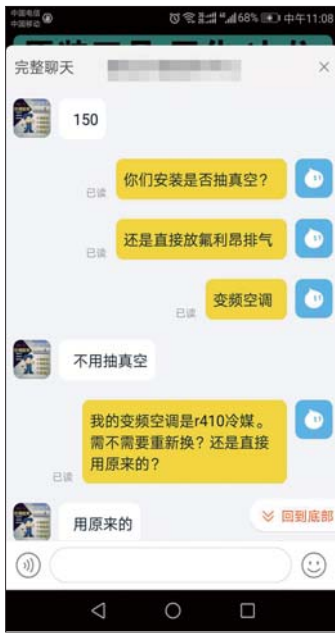 中国电信
中国移动
68% 中午11:08
完整聊天
150
你们安装是否抽真空？
已读
还是直接放氟利昂排气
已读
变频空调
已读
不用抽真空
我的变频空调是r410冷媒。
需不需要重新换？还是直接
用原来的？
已读
用原来的
回到底部